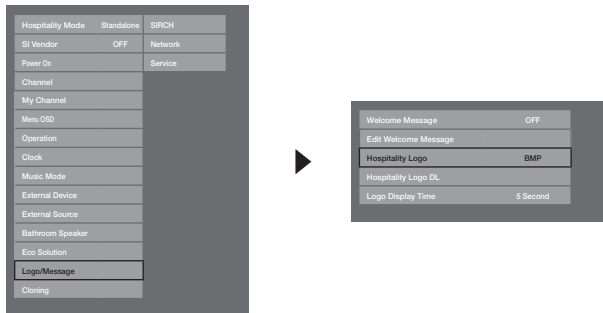 Hospitality Mode Standalone SIRCH
SI Vendor OFF Network
Power On Service
Channel
My Channel
Menu OSD
Operation
Clock
Music Mode
External Device
External Source
Bathroom Speaker
Eco Solution
Logo/Message
Cloning
Welcome Message OFF
Edit Welcome Message
Hospitality Logo BMP
Hospitality Logo DL
Logo Display Time 5 Second